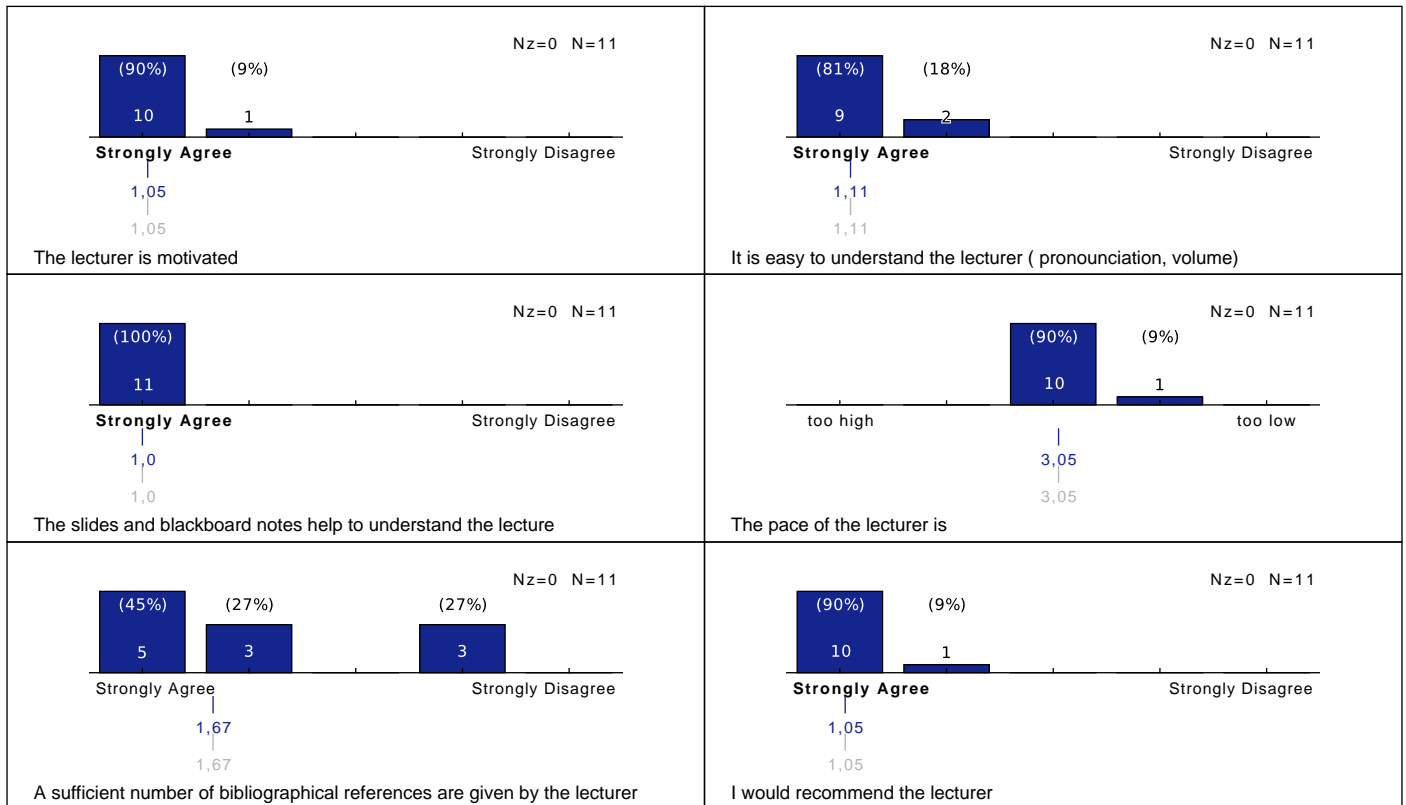 Nz=0 N=11
(90%) (9%)
10 1
Strongly Agree Strongly Disagree
1,05
1,05
The lecturer is motivated
Nz=0 N=11
(81%) (18%)
9 2
Strongly Agree Strongly Disagree
1,11
1,11
It is easy to understand the lecturer ( pronounciation, volume)
Nz=0 N=11
(100%)
11
Strongly Agree Strongly Disagree
1,0
1,0
The slides and blackboard notes help to understand the lecture
Nz=0 N=11
(90%) (9%)
10 1
too high too low
3,05
3,05
The pace of the lecturer is
Nz=0 N=11
(45%) (27%) (27%)
5 3 3
Strongly Agree Strongly Disagree
1,67
1,67
A sufficient number of bibliographical references are given by the lecturer
Nz=0 N=11
(90%) (9%)
10 1
Strongly Agree Strongly Disagree
1,05
1,05
I would recommend the lecturer